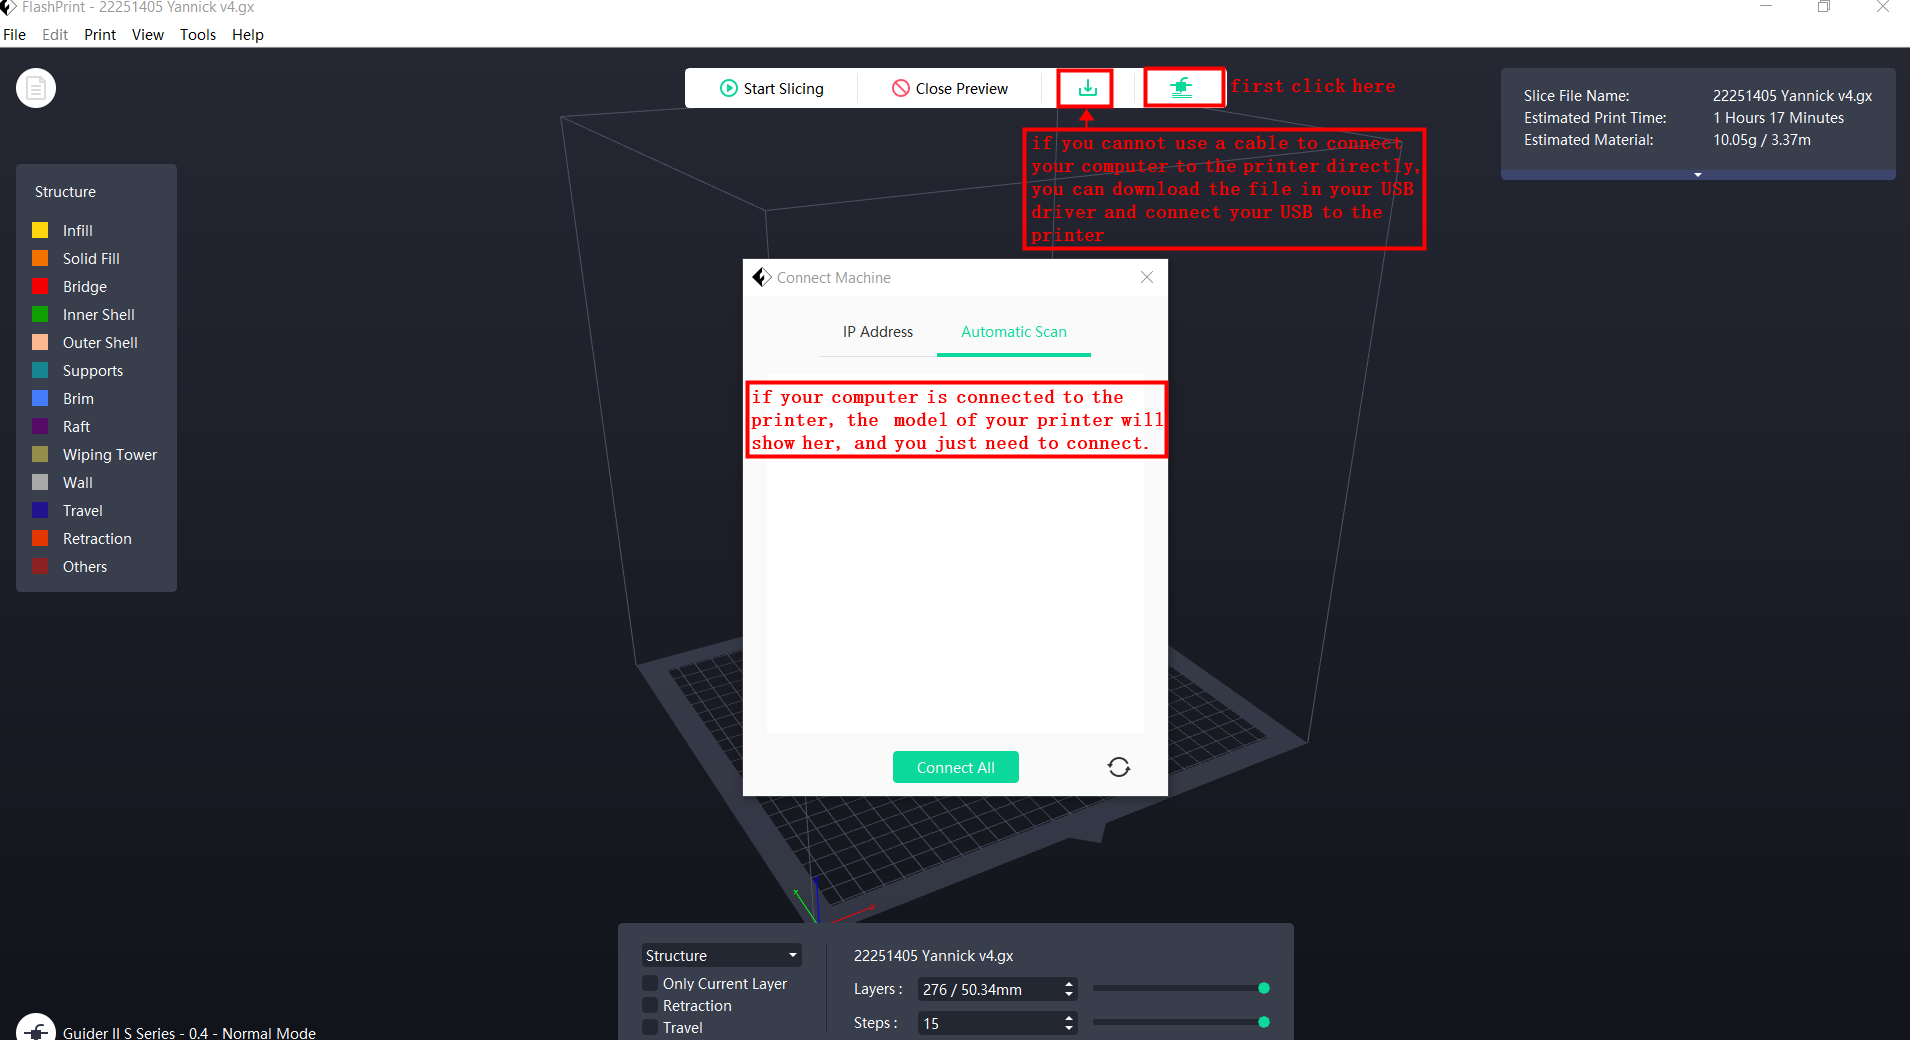 FlashPrint - 22251405 Yannick v4.gx
File Edit Print View Tools Help
Start Slicing
Close Preview
first click here
if you cannot use a cable to connect
your computer to the printer directly,
you can download the file in your USB
driver and connect your USB to the
printer
Slice File Name: 22251405 Yannick v4.gx
Estimated Print Time: 1 Hours 17 Minutes
Estimated Material: 10.05g / 3.37m
Structure
Infill
Solid Fill
Bridge
Inner Shell
Outer Shell
Supports
Brim
Raft
Wiping Tower
Wall
Travel
Retraction
Others
Connect Machine
IP Address Automatic Scan
if your computer is connected to the
printer, the model of your printer will
show her, and you just need to connect.
Connect All
x
x
Structure
Only Current Layer
Retraction
Travel
22251405 Yannick v4.gx
Layers : 276 / 50.34mm
Steps : 15
Guider II S Series - 0.4 - Normal Mode